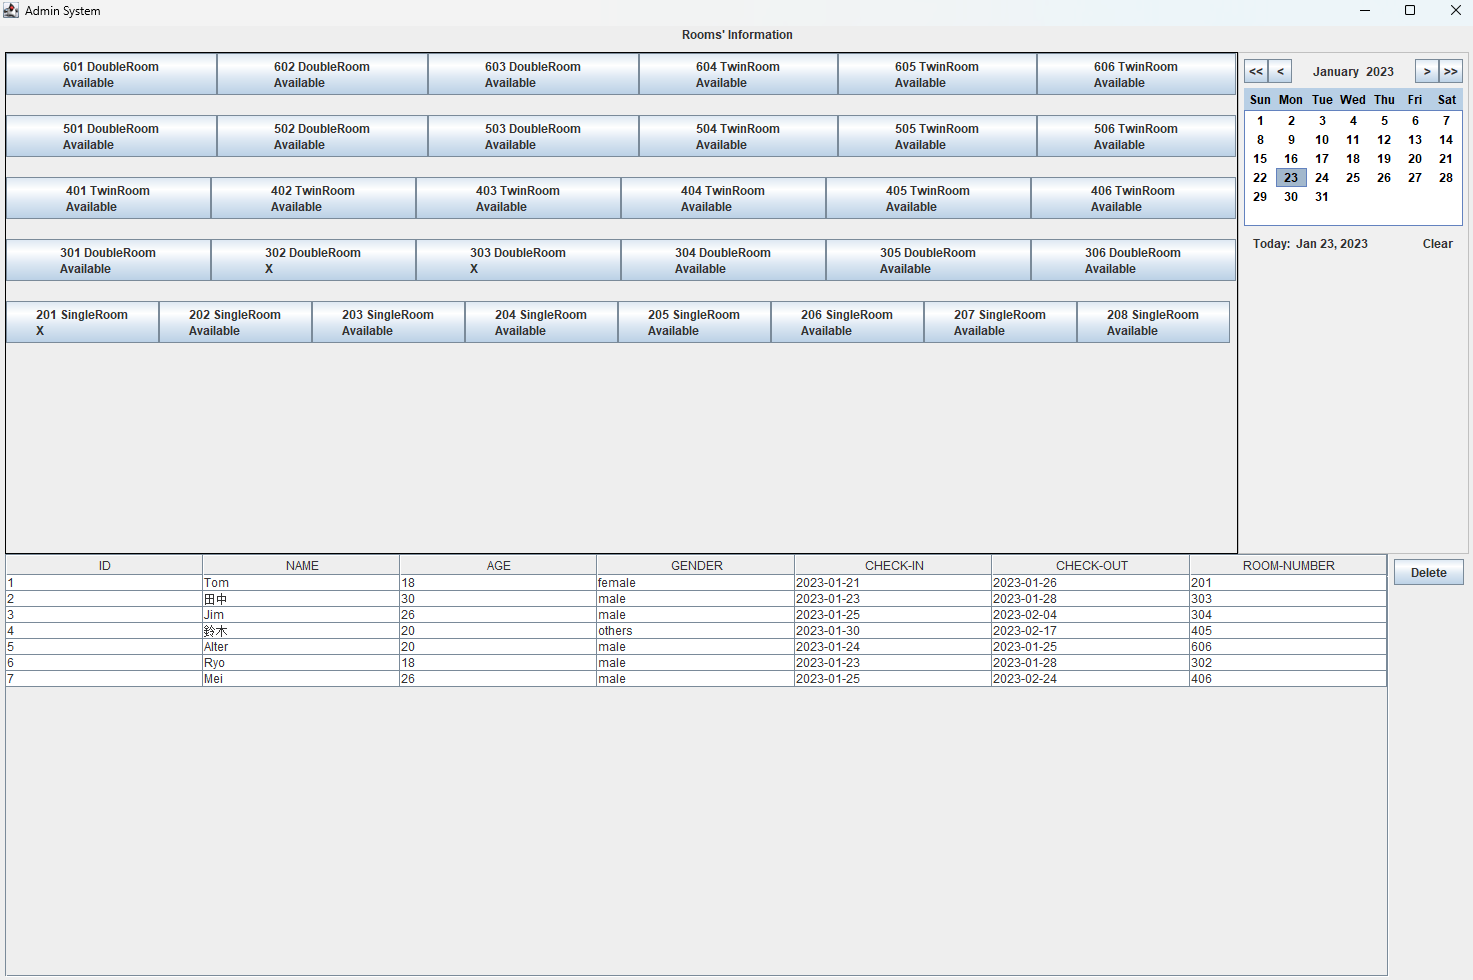 Admin System
Rooms' Information
601 DoubleRoom 602 DoubleRoom 603 DoubleRoom 604 TwinRoom 605 TwinRoom 606 TwinRoom
Available Available Available Available Available Available
501 DoubleRoom 502 DoubleRoom 503 DoubleRoom 504 TwinRoom 505 TwinRoom 506 TwinRoom
Available Available Available Available Available Available
401 TwinRoom 402 TwinRoom 403 TwinRoom 404 TwinRoom 405 TwinRoom 406 TwinRoom
Available Available Available Available Available Available
301 DoubleRoom 302 DoubleRoom 303 DoubleRoom 304 DoubleRoom 305 DoubleRoom 306 DoubleRoom
Available X X Available Available Available
201 SingleRoom 202 SingleRoom 203 SingleRoom 204 SingleRoom 205 SingleRoom 206 SingleRoom 207 SingleRoom 208 SingleRoom
X Available Available Available Available Available Available Available
<< < January 2023 > >>
Sun Mon Tue Wed Thu Fri Sat
1 2 3 4 5 6 7
8 9 10 11 12 13 14
15 16 17 18 19 20 21
22 23 24 25 26 27 28
29 30 31
Today: Jan 23, 2023 Clear
ID NAME AGE GENDER CHECK-IN CHECK-OUT ROOM-NUMBER
1 Tom 18 female 2023-01-21 2023-01-26 201
2 田中 30 male 2023-01-23 2023-01-28 303
3 Jim 26 male 2023-01-25 2023-02-04 304
4 鈴木 20 others 2023-01-30 2023-02-17 405
5 Alter 20 male 2023-01-24 2023-01-25 606
6 Ryo 18 male 2023-01-23 2023-01-28 302
7 Mei 26 male 2023-01-25 2023-02-24 406
Delete